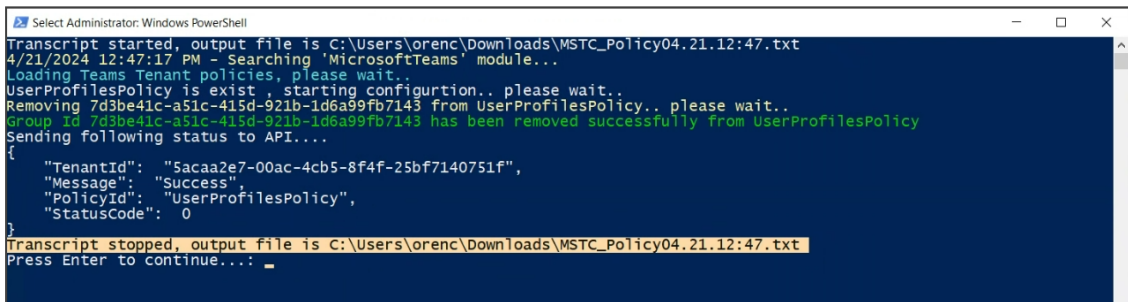 Select Administrator: Windows PowerShell
Transcript started, output file is C:\Users\orenc\Downloads\MSTC_Policy04.21.12:47.txt
4/21/2024 12:47:17 PM - Searching 'MicrosoftTeams' module...
Loading Teams Tenant policies, please wait..
UserProfilesPolicy is exist , starting configurtion.. please wait..
Removing 7d3be41c-a51c-415d-921b-1d6a99fb7143 from UserProfilesPolicy.. please wait..
Group Id 7d3be41c-a51c-415d-921b-1d6a99fb7143 has been removed successfully from UserProfilesPolicy
Sending following status to API....
{
    "TenantId":  "5acaa2e7-00ac-4cb5-8f4f-25bf7140751f",
    "Message":  "Success",
    "PolicyId":  "UserProfilesPolicy",
    "StatusCode":  0
}
Transcript stopped, output file is C:\Users\orenc\Downloads\MSTC_Policy04.21.12:47.txt
Press Enter to continue...: _